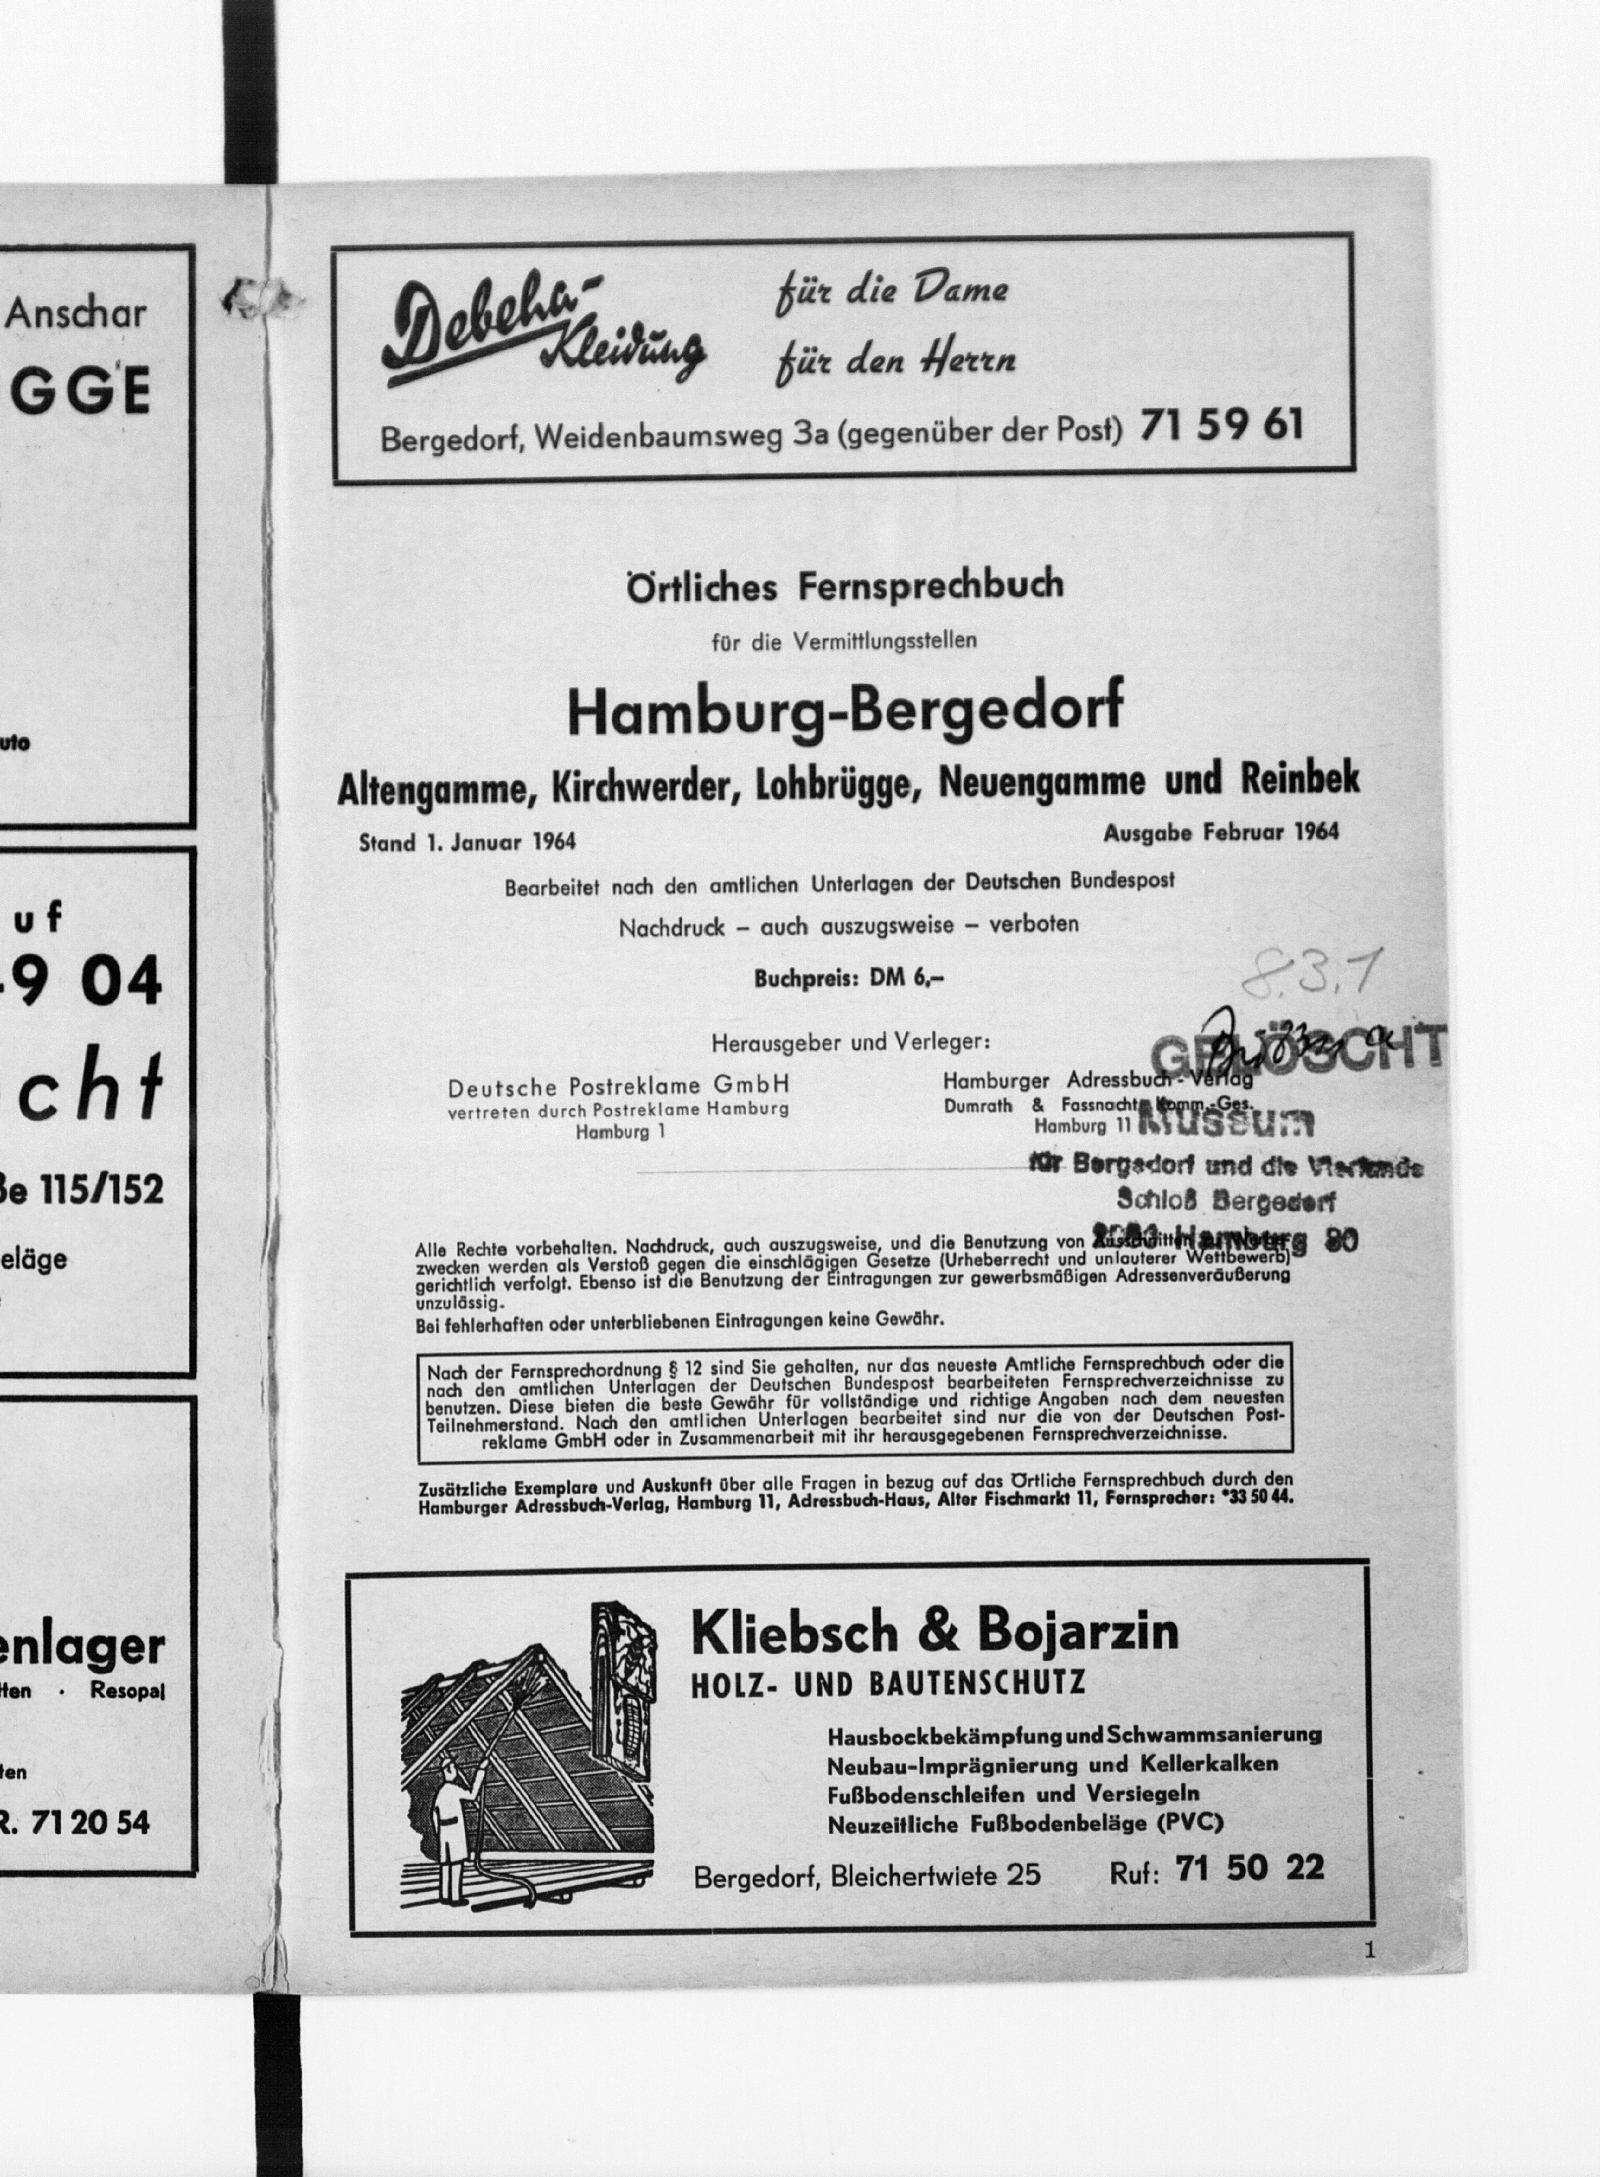 Anschar
GGE
uto
uf
9 04
cht
ße 115/152
eläge
enlager
tten · Resopal
ten
R. 71 20 54
Debeha-
Kleidung
für die Dame
für den Herrn
Bergedorf, Weidenbaumsweg 3a (gegenüber der Post) 71 59 61
Örtliches Fernsprechbuch
für die Vermittlungsstellen
Hamburg-Bergedorf
Altengamme, Kirchwerder, Lohbrügge, Neuengamme und Reinbek
Stand 1. Januar 1964
Ausgabe Februar 1964
Bearbeitet nach den amtlichen Unterlagen der Deutschen Bundespost
Nachdruck – auch auszugsweise – verboten
Buchpreis: DM 6,–
8.3.1
Herausgeber und Verleger:
GELÖSCHT
Deutsche Postreklame GmbH
vertreten durch Postreklame Hamburg
Hamburg 1
Hamburger Adressbuch-Verlag
Dumrath & Fassnacht Komm.-Ges.
Hamburg 11
Museum
für Bergedorf und die Vierlande
Schloß Bergedorf
Hamburg 80
Alle Rechte vorbehalten. Nachdruck, auch auszugsweise, und die Benutzung von Ausschnitten zu Werbe-
zwecken werden als Verstoß gegen die einschlägigen Gesetze (Urheberrecht und unlauterer Wettbewerb)
gerichtlich verfolgt. Ebenso ist die Benutzung der Eintragungen zur gewerbsmäßigen Adressenveräußerung
unzulässig.
Bei fehlerhaften oder unterbliebenen Eintragungen keine Gewähr.
Nach der Fernsprechordnung § 12 sind Sie gehalten, nur das neueste Amtliche Fernsprechbuch oder die
nach den amtlichen Unterlagen der Deutschen Bundespost bearbeiteten Fernsprechverzeichnisse zu
benutzen. Diese bieten die beste Gewähr für vollständige und richtige Angaben nach dem neuesten
Teilnehmerstand. Nach den amtlichen Unterlagen bearbeitet sind nur die von der Deutschen Post-
reklame GmbH oder in Zusammenarbeit mit ihr herausgegebenen Fernsprechverzeichnisse.
Zusätzliche Exemplare und Auskunft über alle Fragen in bezug auf das Örtliche Fernsprechbuch durch den
Hamburger Adressbuch-Verlag, Hamburg 11, Adressbuch-Haus, Alter Fischmarkt 11, Fernsprecher: *33 50 44.
Kliebsch & Bojarzin
HOLZ- UND BAUTENSCHUTZ
Hausbockbekämpfung und Schwammsanierung
Neubau-Imprägnierung und Kellerkalken
Fußbodenschleifen und Versiegeln
Neuzeitliche Fußbodenbeläge (PVC)
Bergedorf, Bleichertwiete 25 Ruf: 71 50 22
1